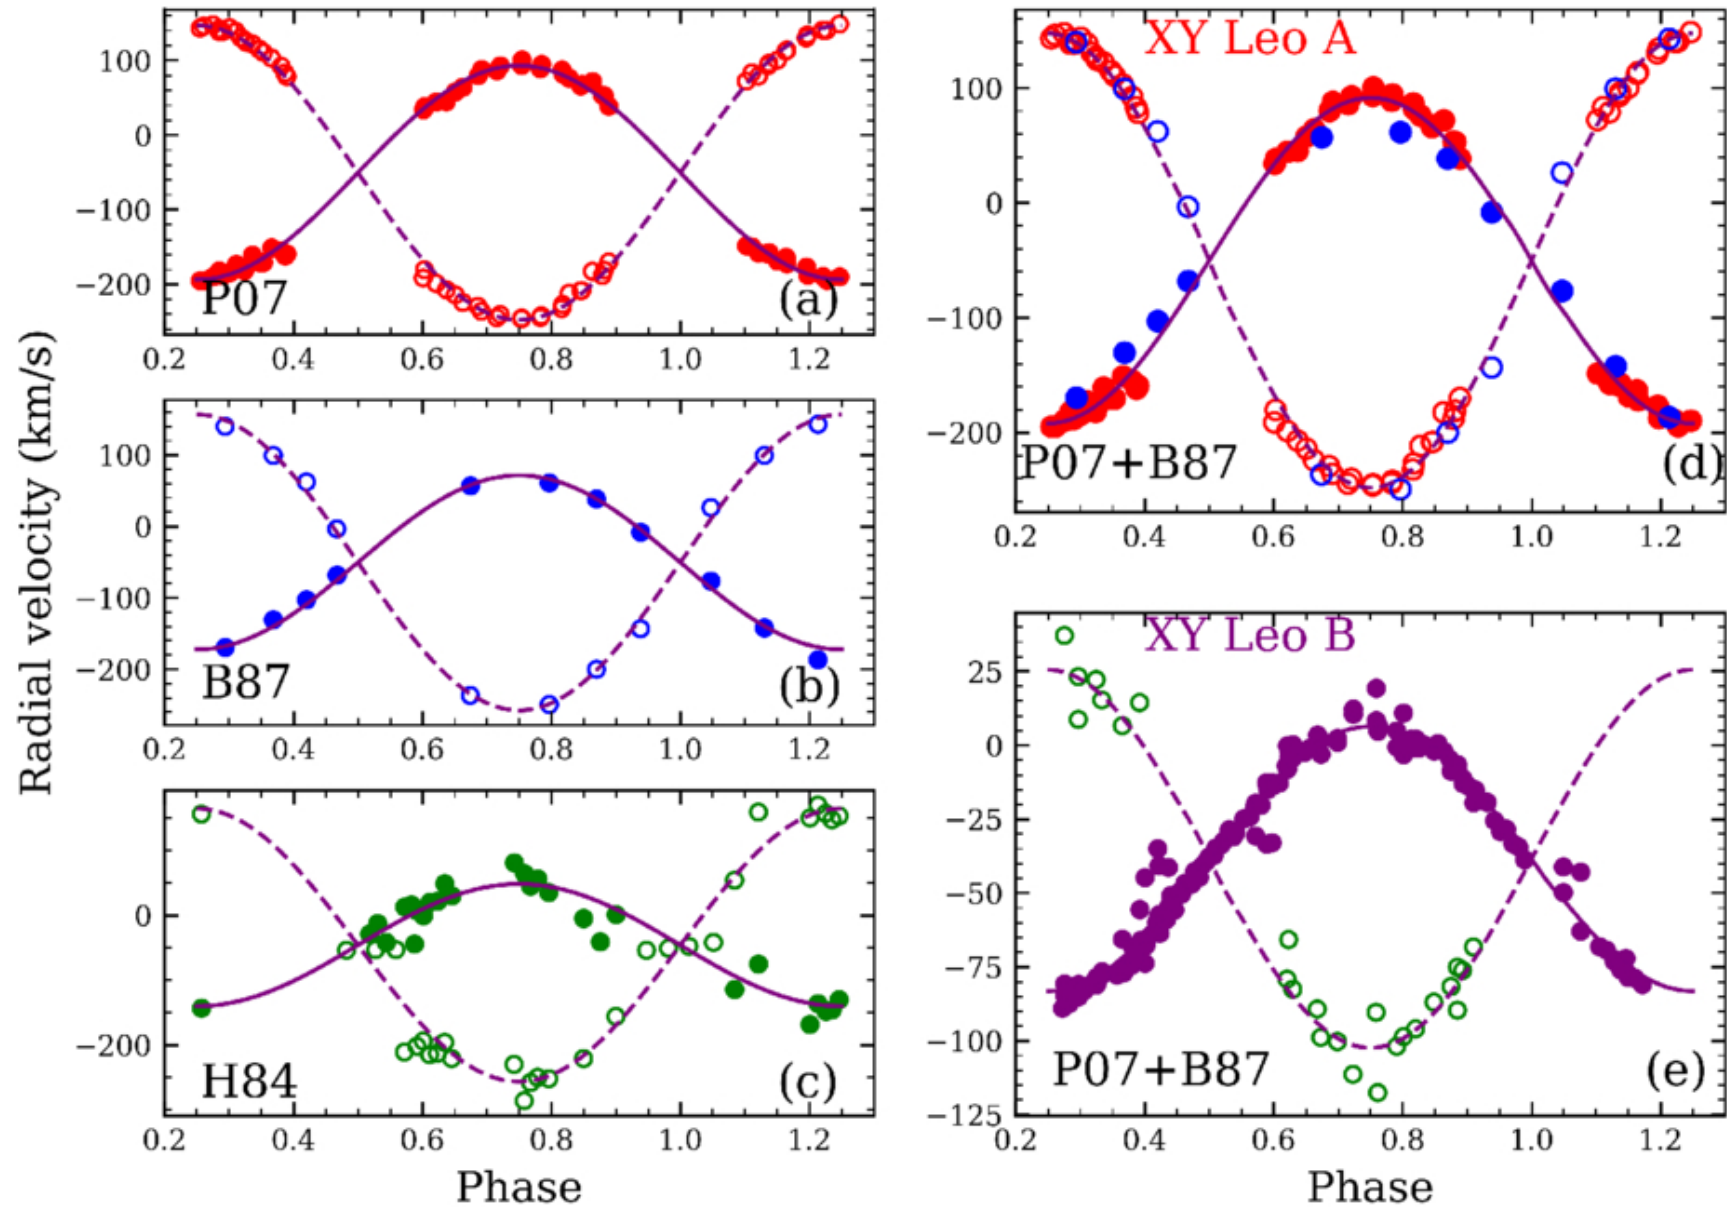 Radial velocity (km/s)
100
0
−100
−200
P07
(a)
0.2 0.4 0.6 0.8 1.0 1.2
100
0
−100
−200
B87
(b)
0.2 0.4 0.6 0.8 1.0 1.2
0
−200
H84
(c)
0.2 0.4 0.6 0.8 1.0 1.2
Phase
XY Leo A
100
0
−100
−200
P07+B87
(d)
0.2 0.4 0.6 0.8 1.0 1.2
XY Leo B
25
0
−25
−50
−75
−100
−125
P07+B87
(e)
0.2 0.4 0.6 0.8 1.0 1.2
Phase